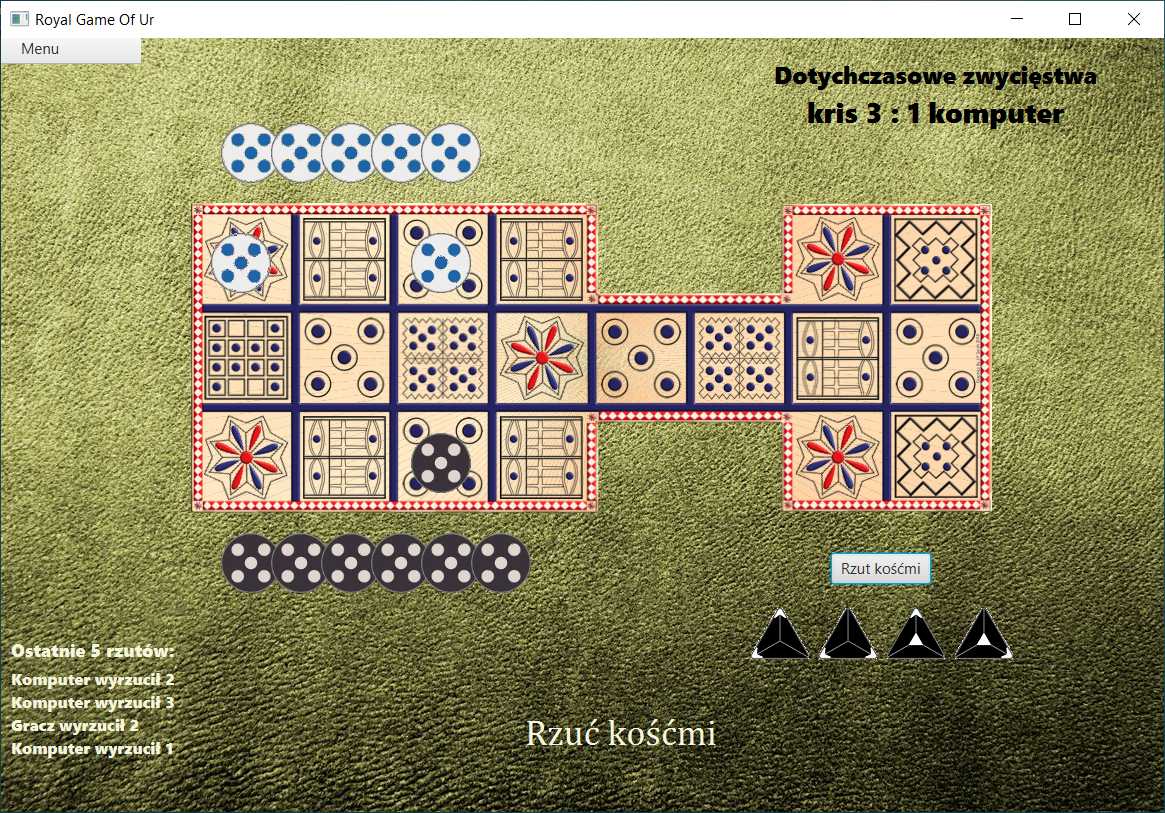 Royal Game Of Ur
Menu
Dotychczasowe zwycięstwa
kris 3 : 1 komputer
Rzut kośćmi
Ostatnie 5 rzutów:
Komputer wyrzucił 2
Komputer wyrzucił 3
Gracz wyrzucił 2
Komputer wyrzucił 1
Rzuć kośćmi